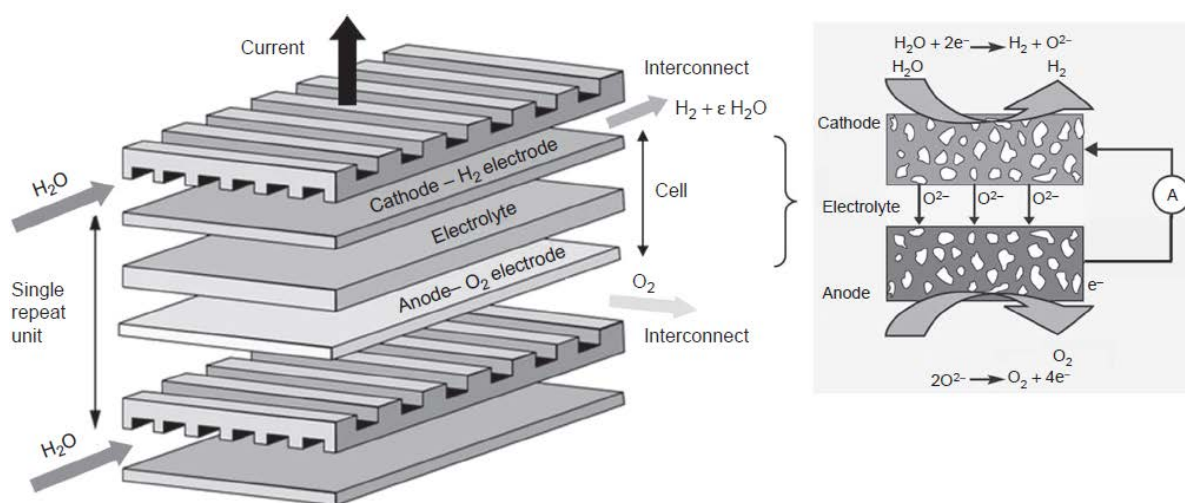 Current
Interconnect
H₂ + ε H₂O
H₂O
Cathode – H₂ electrode
Cell
Electrolyte
Anode– O₂ electrode
O₂
Single
repeat
unit
Interconnect
H₂O
H₂O + 2e⁻ → H₂ + O²⁻
H₂O H₂
Cathode
O²⁻ O²⁻ O²⁻
Electrolyte
A
Anode
e⁻
O₂
2O²⁻ → O₂ + 4e⁻